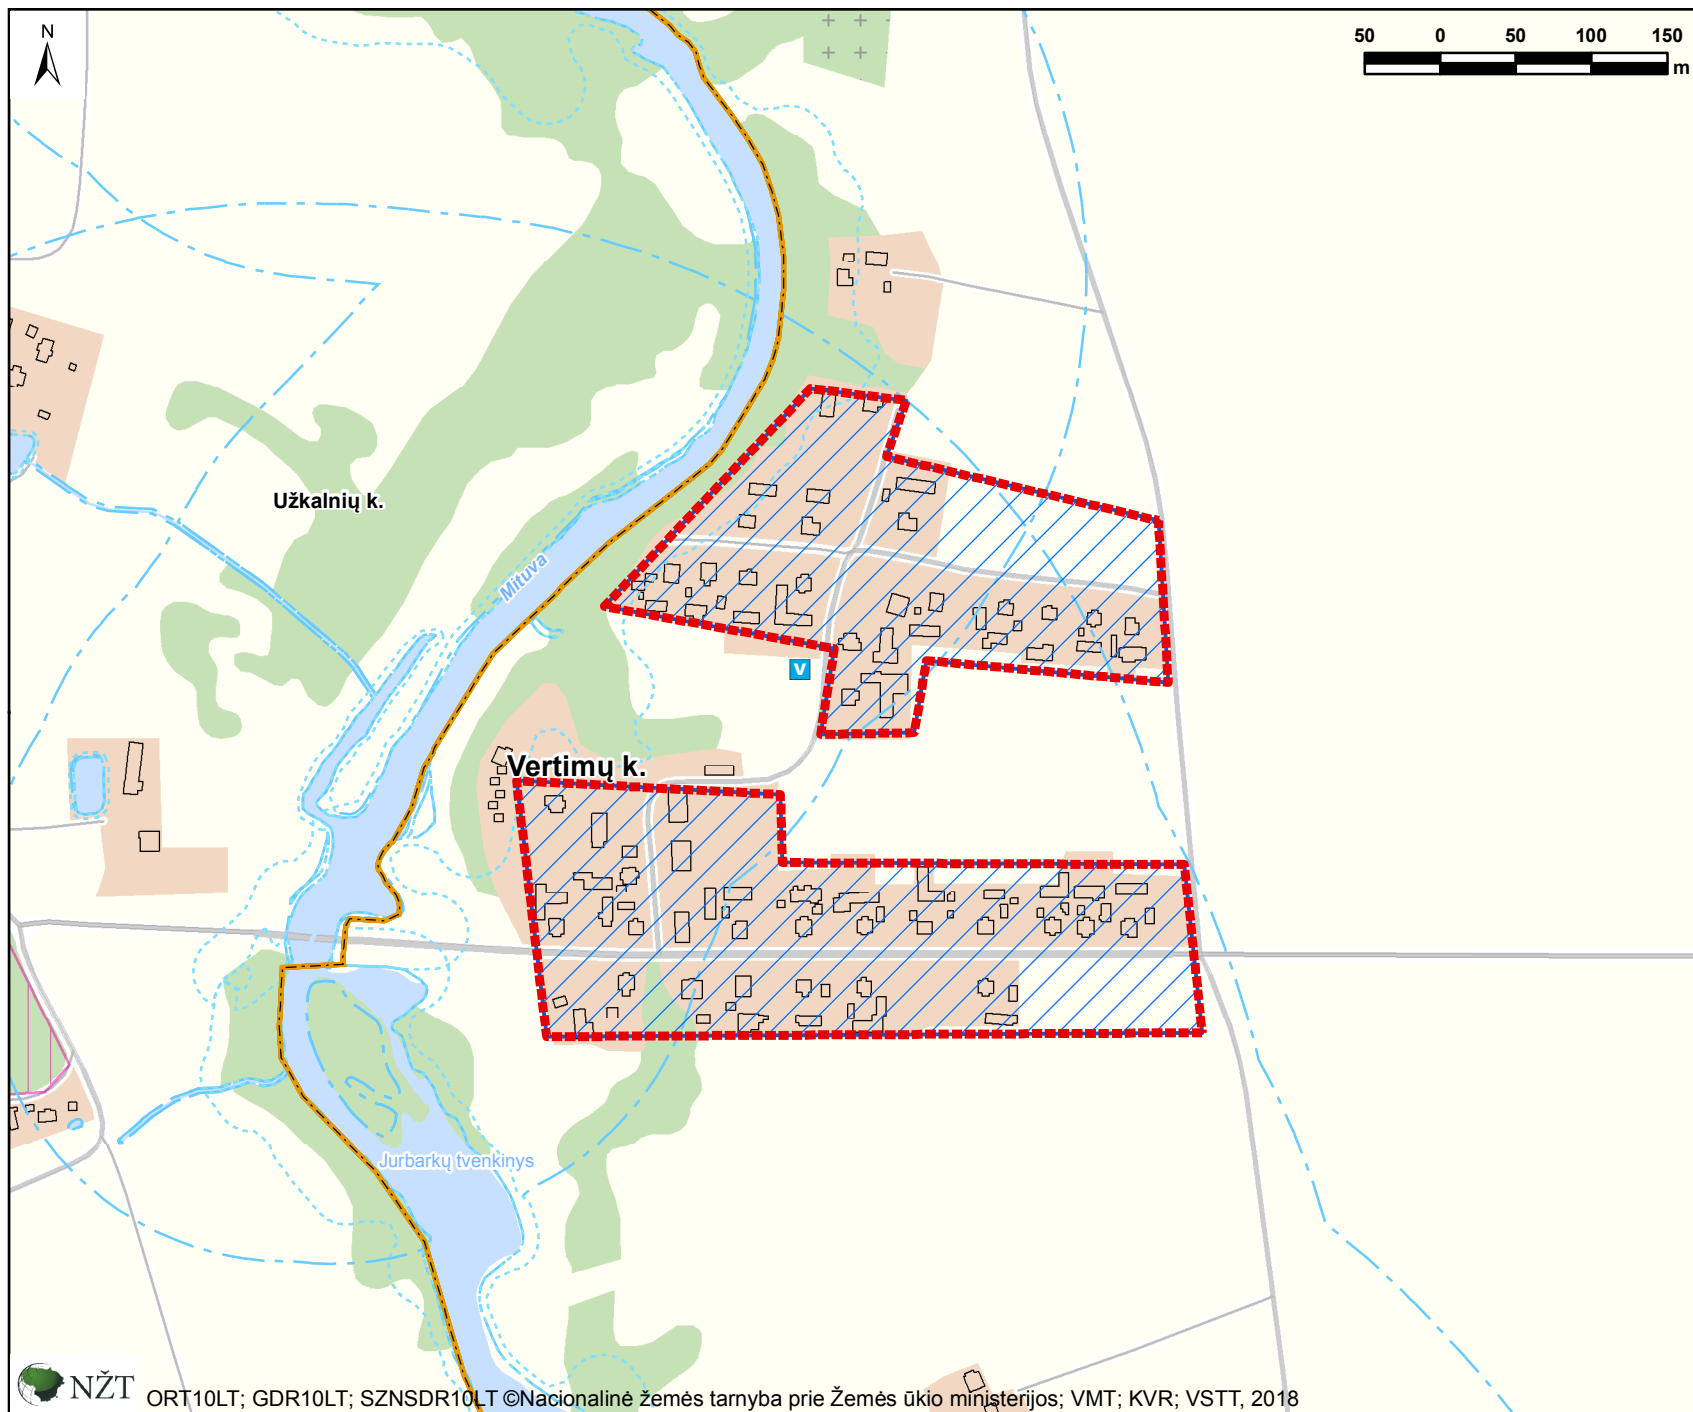 N
50 0 50 100 150
m
Užkalnių k.
Mituva
V
Vertimų k.
Jurbarkų tvenkinys
NŽT
ORT10LT; GDR10LT; SZNSDR10LT ©Nacionalinė žemės tarnyba prie Žemės ūkio ministerijos; VMT; KVR; VSTT, 2018